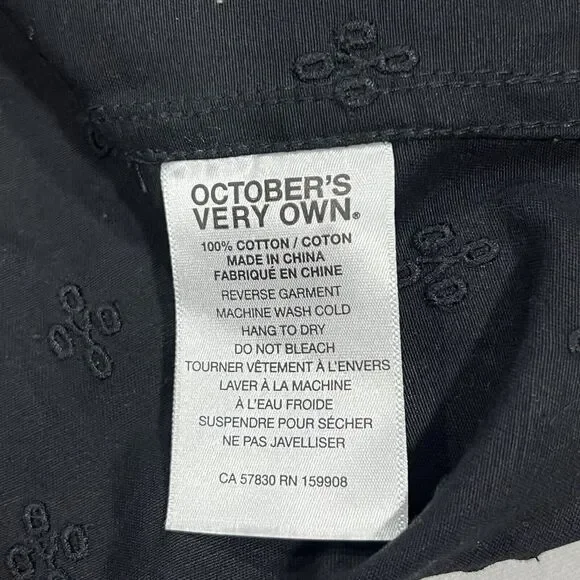 OCTOBER'S
VERY OWN®
100% COTTON / COTON
MADE IN CHINA
FABRIQUÉ EN CHINE
REVERSE GARMENT
MACHINE WASH COLD
HANG TO DRY
DO NOT BLEACH
TOURNER VÊTEMENT À L'ENVERS
LAVER À LA MACHINE
À L'EAU FROIDE
SUSPENDRE POUR SÉCHER
NE PAS JAVELLISER
CA 57830 RN 159908